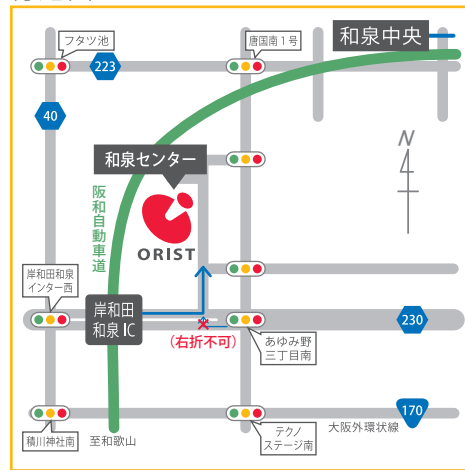 フタツ池
唐国南1号
和泉中央
223
40
N
和泉センター
阪和自動車道
ORIST
岸和田和泉
インター西
岸和田
和泉IC
230
(右折不可)
あゆみ野
三丁目南
170
大阪外環状線
積川神社南
至和歌山
テクノ
ステージ南